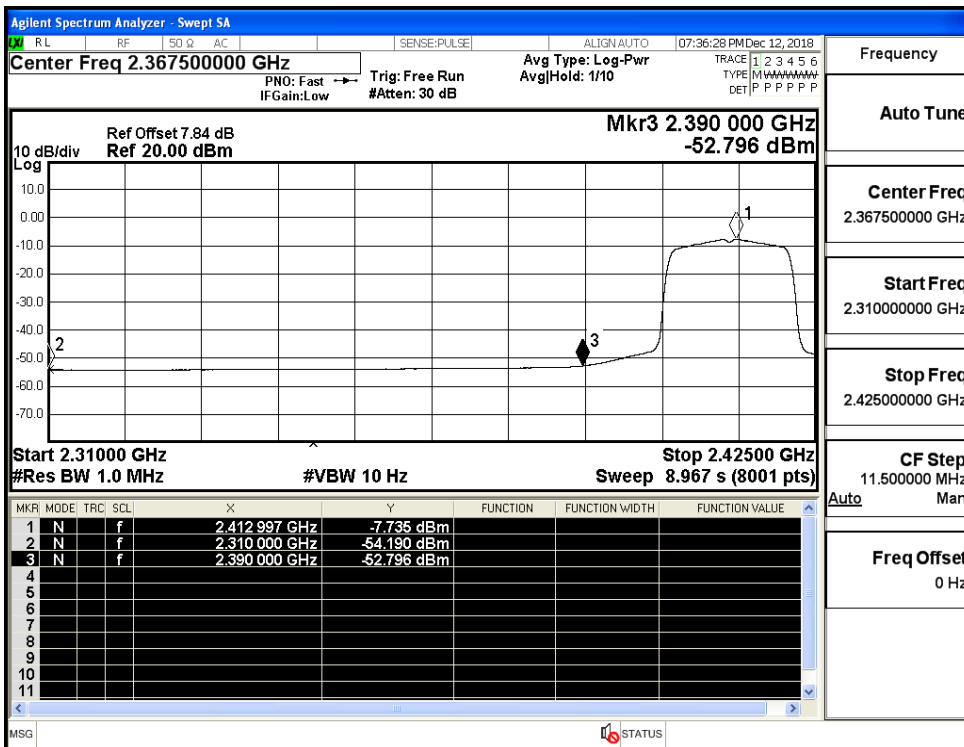 Agilent Spectrum Analyzer - Swept SA
LXI RL RF 50 Ω AC SENSE:PULSE ALIGN AUTO 07:36:28 PM Dec 12, 2018
Center Freq 2.367500000 GHz
PNO: Fast
IFGain:Low
Trig: Free Run
#Atten: 30 dB
Avg Type: Log-Pwr
Avg|Hold: 1/10
TRACE 1 2 3 4 5 6
TYPE M WWWWW
DET P P P P P P
Ref Offset 7.84 dB
10 dB/div Ref 20.00 dBm
Log
Mkr3 2.390 000 GHz
-52.796 dBm
10.0
0.00
-10.0
-20.0
-30.0
-40.0
-50.0
-60.0
-70.0
1
2
3
Start 2.31000 GHz Stop 2.42500 GHz
#Res BW 1.0 MHz #VBW 10 Hz Sweep 8.967 s (8001 pts)
MKR MODE TRC SCL X Y FUNCTION FUNCTION WIDTH FUNCTION VALUE
1 N f 2.412 997 GHz -7.735 dBm
2 N f 2.310 000 GHz -54.190 dBm
3 N f 2.390 000 GHz -52.796 dBm
4
5
6
7
8
9
10
11
MSG STATUS
Frequency
Auto Tune
Center Freq
2.367500000 GHz
Start Freq
2.310000000 GHz
Stop Freq
2.425000000 GHz
CF Step
11.500000 MHz
Auto Man
Freq Offset
0 Hz